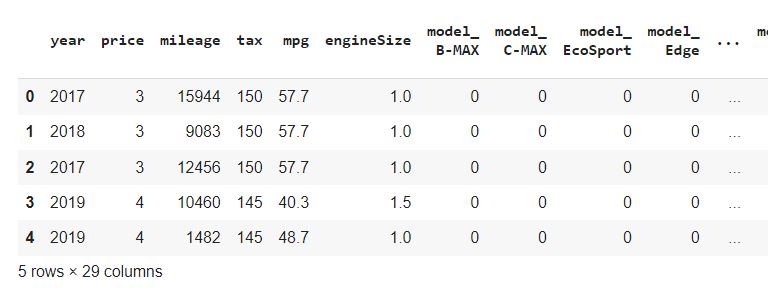 year price mileage tax mpg engineSize model_ B-MAX model_ C-MAX model_ EcoSport model_ Edge ...
0 2017 3 15944 150 57.7 1.0 0 0 0 0 ...
1 2018 3 9083 150 57.7 1.0 0 0 0 0 ...
2 2017 3 12456 150 57.7 1.0 0 0 0 0 ...
3 2019 4 10460 145 40.3 1.5 0 0 0 0 ...
4 2019 4 1482 145 48.7 1.0 0 0 0 0 ...
5 rows × 29 columns